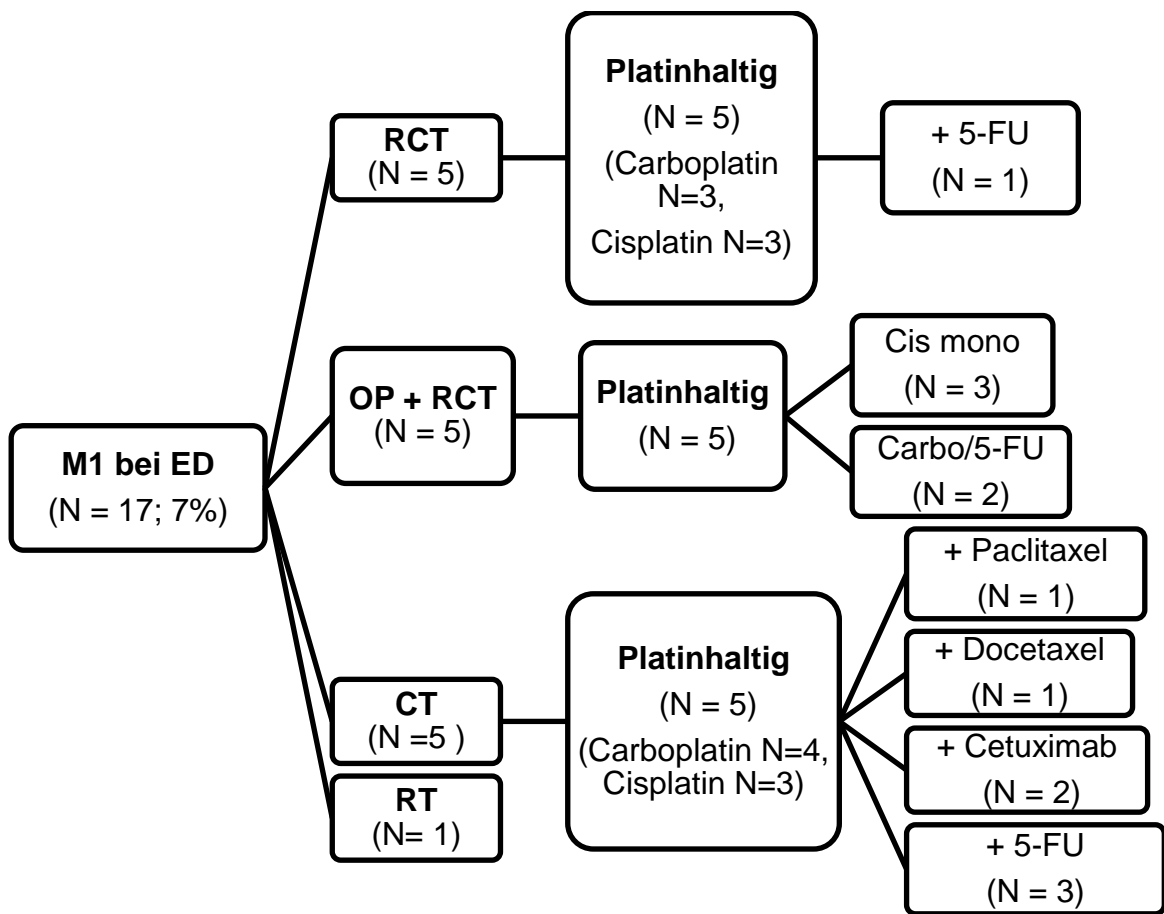 M1 bei ED
(N = 17; 7%)
RCT
(N = 5)
Platinhaltig
(N = 5)
(Carboplatin
N=3,
Cisplatin N=3)
+ 5-FU
(N = 1)
OP + RCT
(N = 5)
Platinhaltig
(N = 5)
Cis mono
(N = 3)
Carbo/5-FU
(N = 2)
CT
(N =5 )
Platinhaltig
(N = 5)
(Carboplatin N=4,
Cisplatin N=3)
+ Paclitaxel
(N = 1)
+ Docetaxel
(N = 1)
+ Cetuximab
(N = 2)
+ 5-FU
(N = 3)
RT
(N= 1)